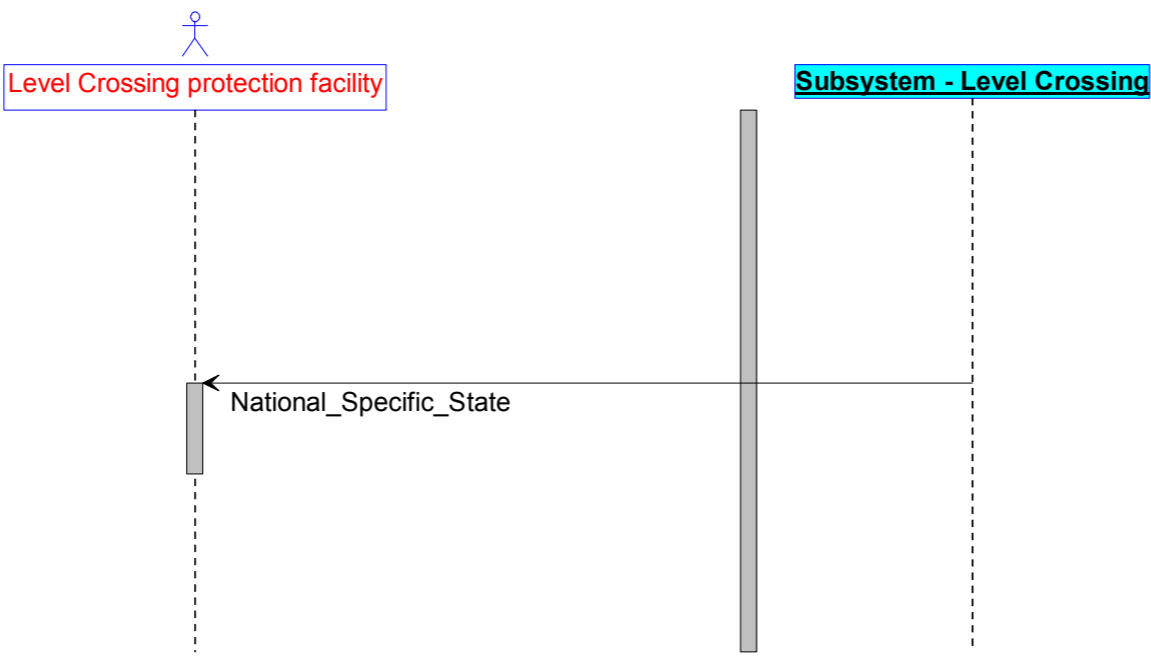 Level Crossing protection facility
Subsystem - Level Crossing
National_Specific_State